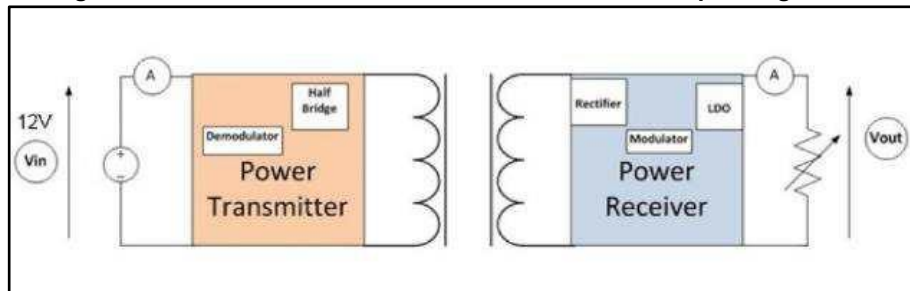 A
Half
Bridge
Demodulator
Power
Transmitter
12V
Vin
+
−
Rectifier
LDO
Modulator
Power
Receiver
A
Vout